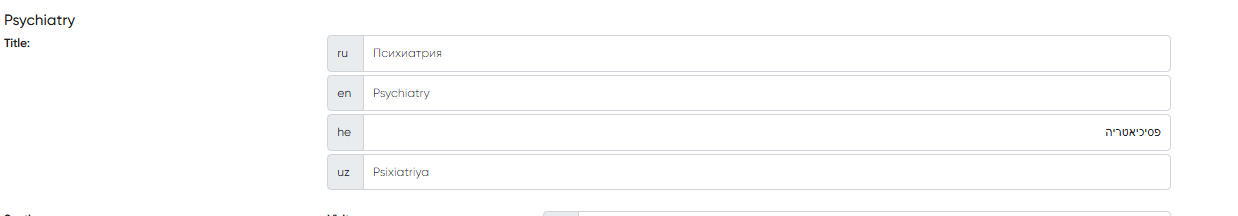 Psychiatry
Title:
ru Психиатрия
en Psychiatry
he פסיכיאטריה
uz Psixiatriya